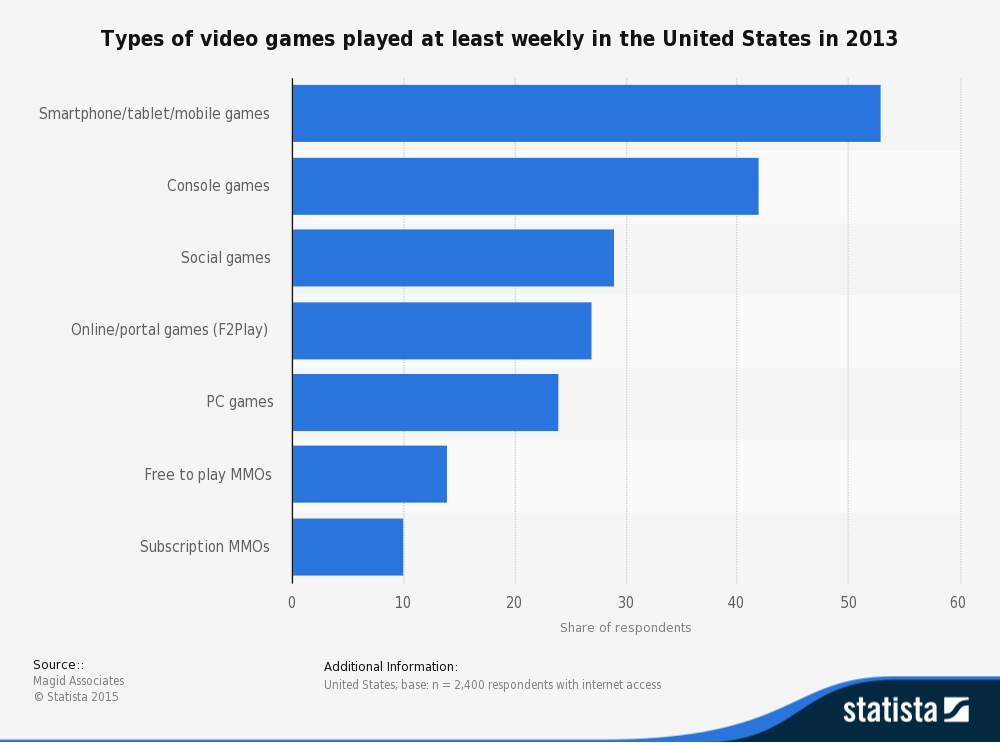 Types of video games played at least weekly in the United States in 2013
Smartphone/tablet/mobile games
Console games
Social games
Online/portal games (F2Play)
PC games
Free to play MMOs
Subscription MMOs
0 10 20 30 40 50 60
Share of respondents
Source::
Magid Associates
© Statista 2015
Additional Information:
United States; base: n = 2,400 respondents with internet access
statista